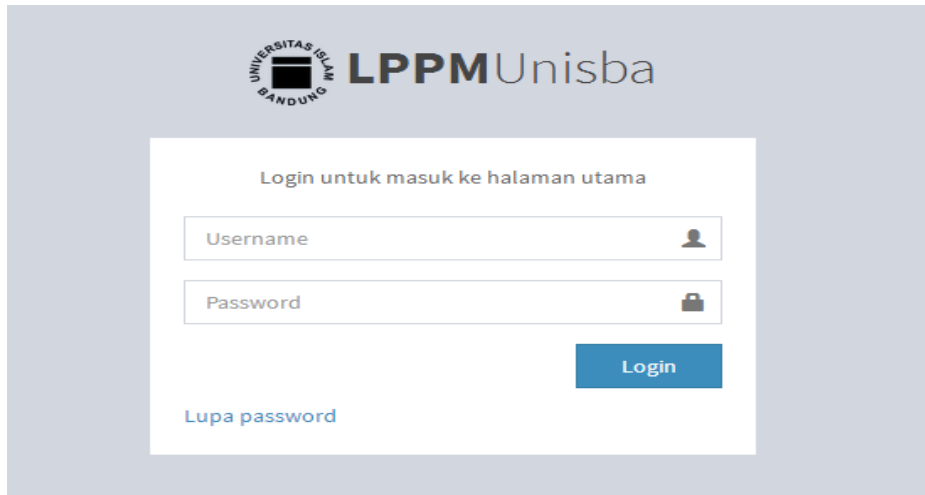 UNIVERSITAS ISLAM
BANDUNG
LPPMUnisba
Login untuk masuk ke halaman utama
Username
Password
Login
Lupa password